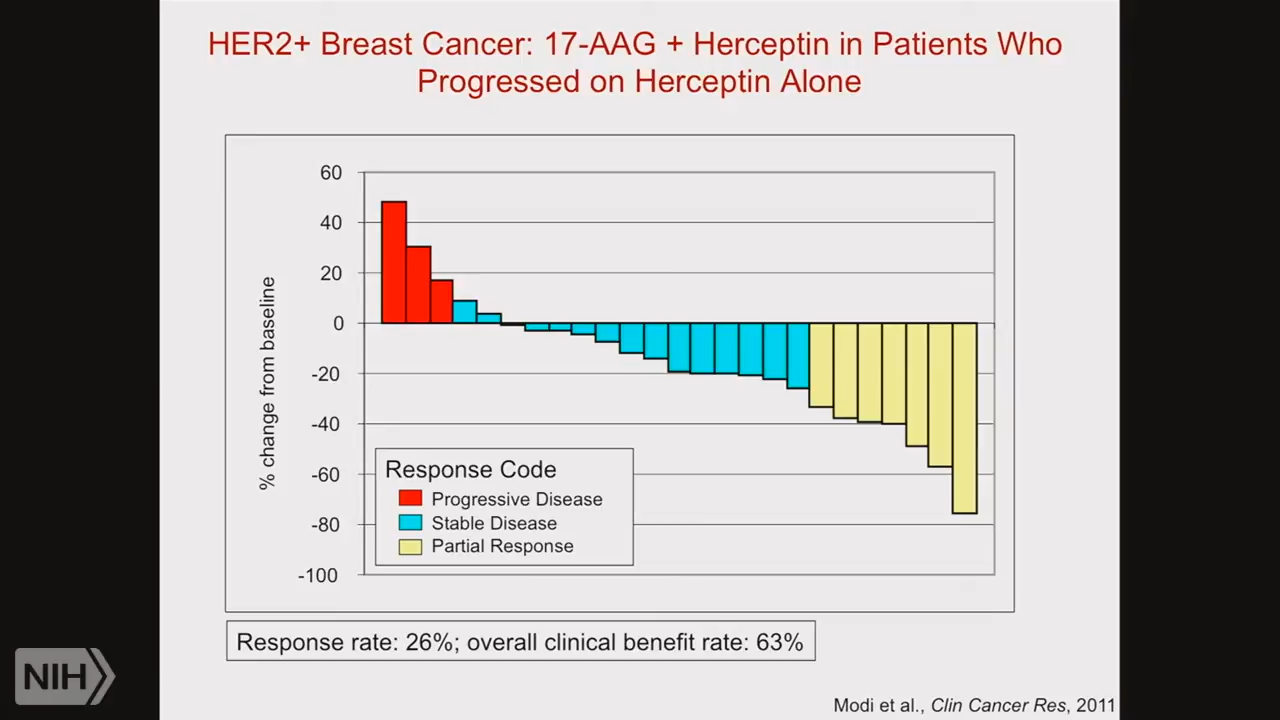 HER2+ Breast Cancer: 17-AAG + Herceptin in Patients Who
Progressed on Herceptin Alone
% change from baseline
60
40
20
0
-20
-40
-60
-80
-100
Response Code
Progressive Disease
Stable Disease
Partial Response
Response rate: 26%; overall clinical benefit rate: 63%
NIH
Modi et al., Clin Cancer Res, 2011